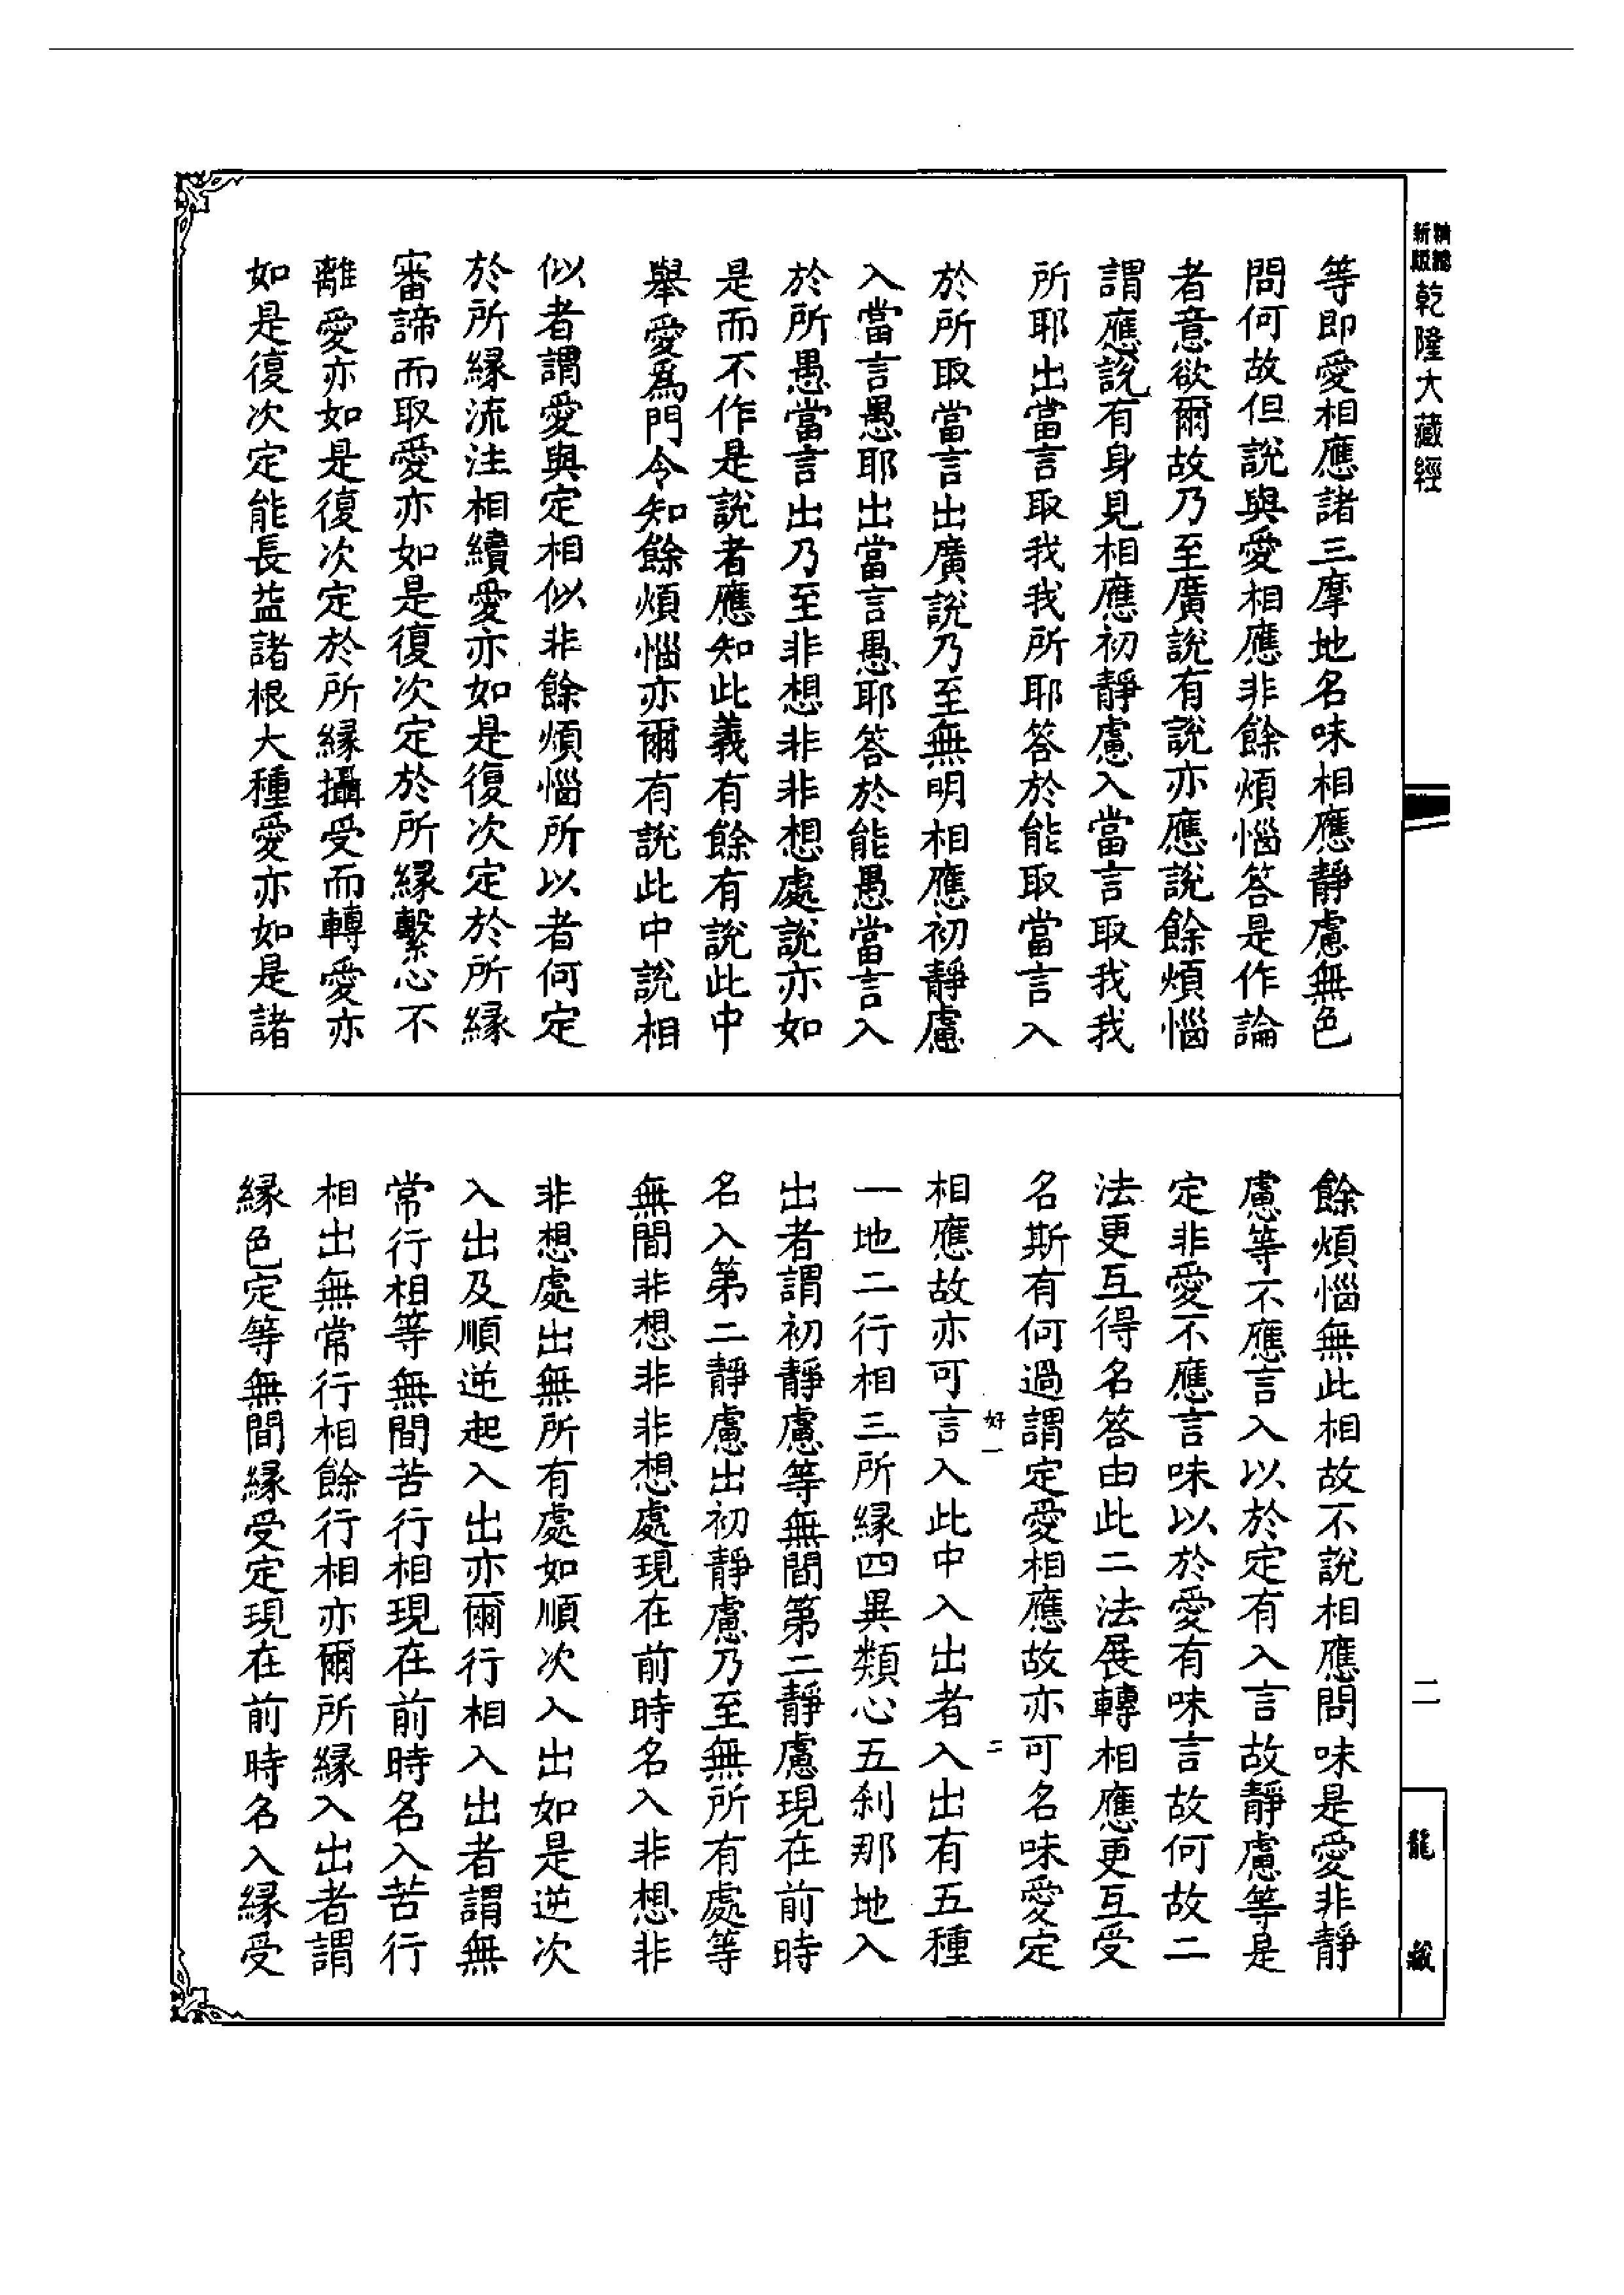 精緻
新版
乾隆大藏經
等即愛相應諸三摩地名味相應靜慮無色
問何故但說與愛相應非餘煩惱答是作論
者意欲爾故乃至廣說有說亦應說餘煩惱
謂應說有身見相應初靜慮入當言取我我
所耶出當言取我我所耶答於能取當言入
於所取當言出廣說乃至無明相應初靜慮
入當言愚耶出當言愚耶答於能愚當言入
於所愚當言出乃至非想非非想處說亦如
是而不作是說者應知此義有餘有說此中
舉愛為門令知餘煩惱亦爾有說此中說相
似者謂愛與定相似非餘煩惱所以者何定
於所緣流注相續愛亦如是復次定於所緣
審諦而取愛亦如是復次定於所緣繫心不
離愛亦如是復次定於所緣攝受而轉愛亦
如是復次定能長益諸根大種愛亦如是諸
餘煩惱無此相故不說相應問味是愛非靜
慮等不應言入以於定有入言故靜慮等是
定非愛不應言味以於愛有味言故何故二
法更互得名答由此二法展轉相應更互受
名斯有何過謂定愛相應故亦可名味愛定
相應故亦可言入此中入出者入出有五種
一地二行相三所緣四異類心五剎那地入
出者謂初靜慮等無間第二靜慮現在前時
名入第二靜慮出初靜慮乃至無所有處等
無間非想非非想處現在前時名入非想非
非想處出無所有處如順次入出如是逆次
入出及順逆起入出亦爾行相入出者謂無
常行相等無間苦行相現在前時名入苦行
相出無常行相餘行相亦爾所緣入出者謂
緣色定等無間緣受定現在前時名入緣受
好一
二
二
龍藏